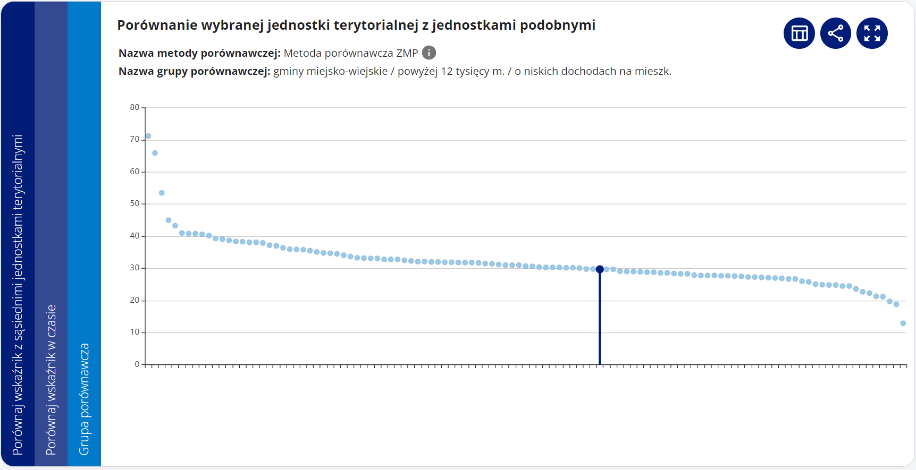 Porównanie wybranej jednostki terytorialnej z jednostkami podobnymi
Nazwa metody porównawczej: Metoda porównawcza ZMP i
Nazwa grupy porównawczej: gminy miejsko-wiejskie / powyżej 12 tysięcy m. / o niskich dochodach na mieszk.
Porównaj wskaźnik z sąsiednimi jednostkami terytorialnymi
Porównaj wskaźnik w czasie
Grupa porównawcza
80
70
60
50
40
30
20
10
0